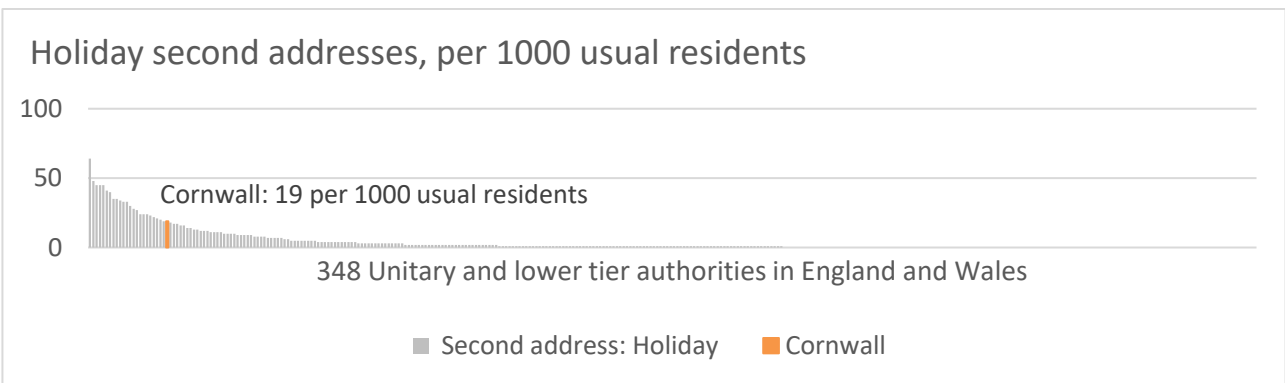 Holiday second addresses, per 1000 usual residents
100
50
Cornwall: 19 per 1000 usual residents
0
348 Unitary and lower tier authorities in England and Wales
Second address: Holiday
Cornwall